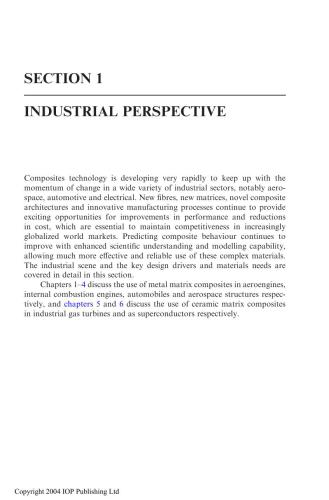 SECTION 1
INDUSTRIAL PERSPECTIVE
Composites technology is developing very rapidly to keep up with the
momentum of change in a wide variety of industrial sectors, notably aero-
space, automotive and electrical. New fibres, new matrices, novel composite
architectures and innovative manufacturing processes continue to provide
exciting opportunities for improvements in performance and reductions
in cost, which are essential to maintain competitiveness in increasingly
globalized world markets. Predicting composite behaviour continues to
improve with enhanced scientific understanding and modelling capability,
allowing much more effective and reliable use of these complex materials.
The industrial scene and the key design drivers and materials needs are
covered in detail in this section.
Chapters 1–4 discuss the use of metal matrix composites in aeroengines,
internal combustion engines, automobiles and aerospace structures respec-
tively, and chapters 5 and 6 discuss the use of ceramic matrix composites
in industrial gas turbines and as superconductors respectively.
Copyright 2004 IOP Publishing Ltd